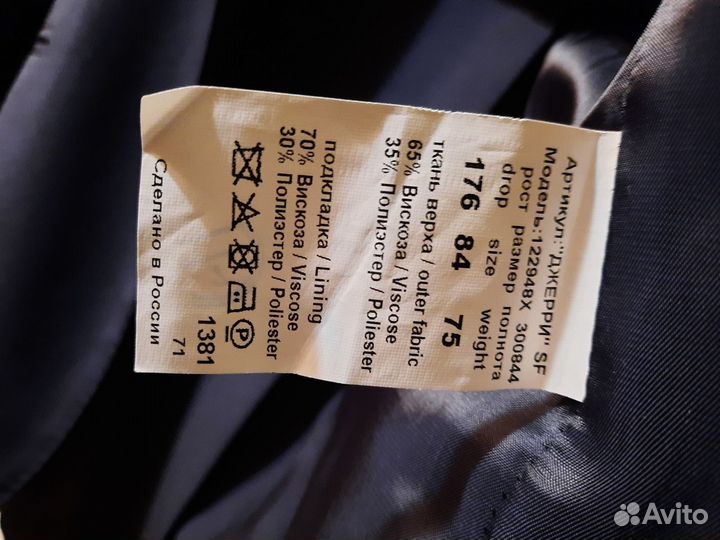 Артикул:"ДЖЕРРИ" SF
Модель:122948X 300844
рост размер полнота
drop size weight
176 84 75
ткань верха / outer fabric
65% Вискоза / Viscose
35% Полиэстер / Poliester
подкладка / Lining
70% Вискоза / Viscose
30% Полиэстер / Poliester
P
1381
Сделано в России 71
Avito